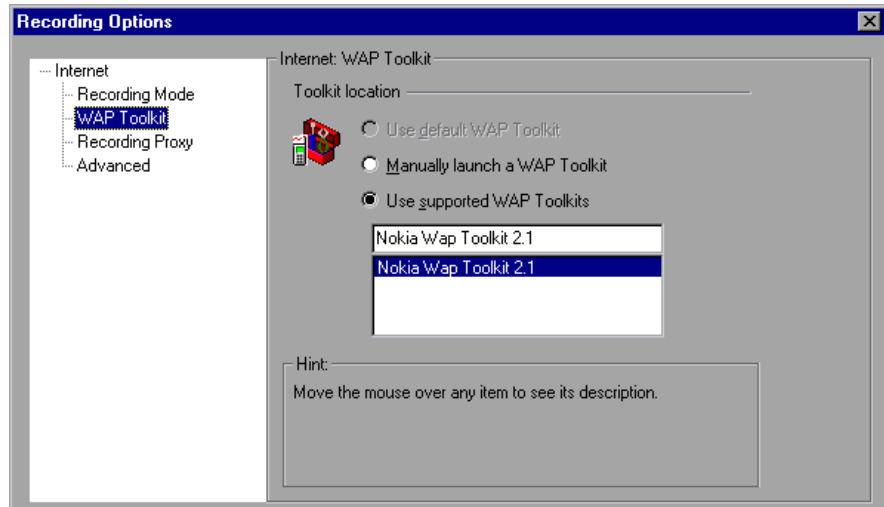 Recording Options
Internet
Recording Mode
WAP Toolkit
Recording Proxy
Advanced
Internet: WAP Toolkit
Toolkit location
Use default WAP Toolkit
Manually launch a WAP Toolkit
Use supported WAP Toolkits
Nokia Wap Toolkit 2.1
Nokia Wap Toolkit 2.1
Hint:
Move the mouse over any item to see its description.